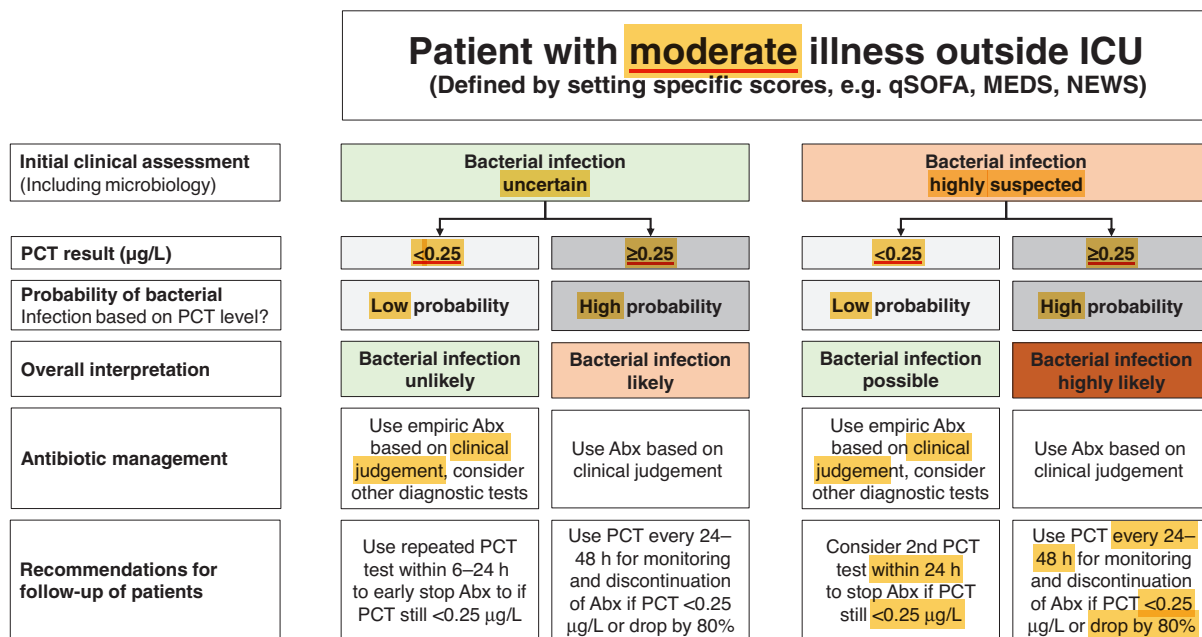 Patient with moderate illness outside ICU
(Defined by setting specific scores, e.g. qSOFA, MEDS, NEWS)
Initial clinical assessment
(Including microbiology)
Bacterial infection
uncertain
Bacterial infection
highly suspected
PCT result (µg/L)
<0.25
≥0.25
<0.25
≥0.25
Probability of bacterial
Infection based on PCT level?
Low probability
High probability
Low probability
High probability
Overall interpretation
Bacterial infection
unlikely
Bacterial infection
likely
Bacterial infection
possible
Bacterial infection
highly likely
Antibiotic management
Use empiric Abx
based on clinical
judgement, consider
other diagnostic tests
Use Abx based on
clinical judgement
Use empiric Abx
based on clinical
judgement, consider
other diagnostic tests
Use Abx based on
clinical judgement
Recommendations for
follow-up of patients
Use repeated PCT
test within 6–24 h
to early stop Abx to if
PCT still <0.25 µg/L
Use PCT every 24–
48 h for monitoring
and discontinuation
of Abx if PCT <0.25
µg/L or drop by 80%
Consider 2nd PCT
test within 24 h
to stop Abx if PCT
still <0.25 µg/L
Use PCT every 24–
48 h for monitoring
and discontinuation
of Abx if PCT <0.25
µg/L or drop by 80%